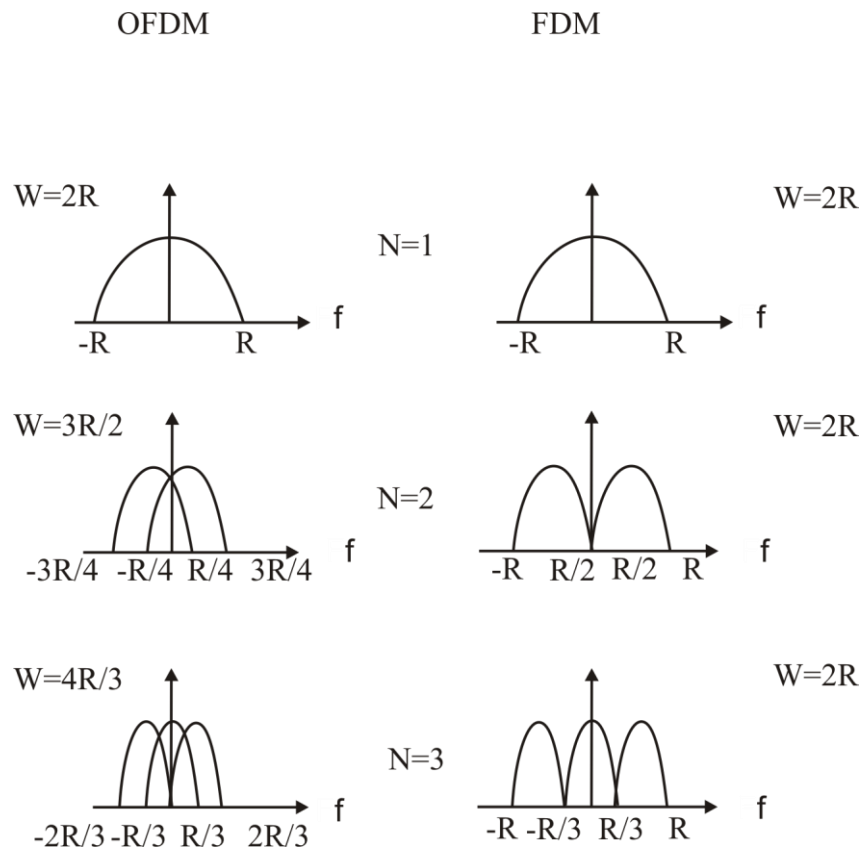 OFDM FDM
W=2R W=2R
N=1
f f
-R R -R R
W=3R/2 W=2R
N=2
f f
-3R/4 -R/4 R/4 3R/4 -R R/2 R/2 R
W=4R/3 W=2R
N=3
f f
-2R/3 -R/3 R/3 2R/3 -R -R/3 R/3 R